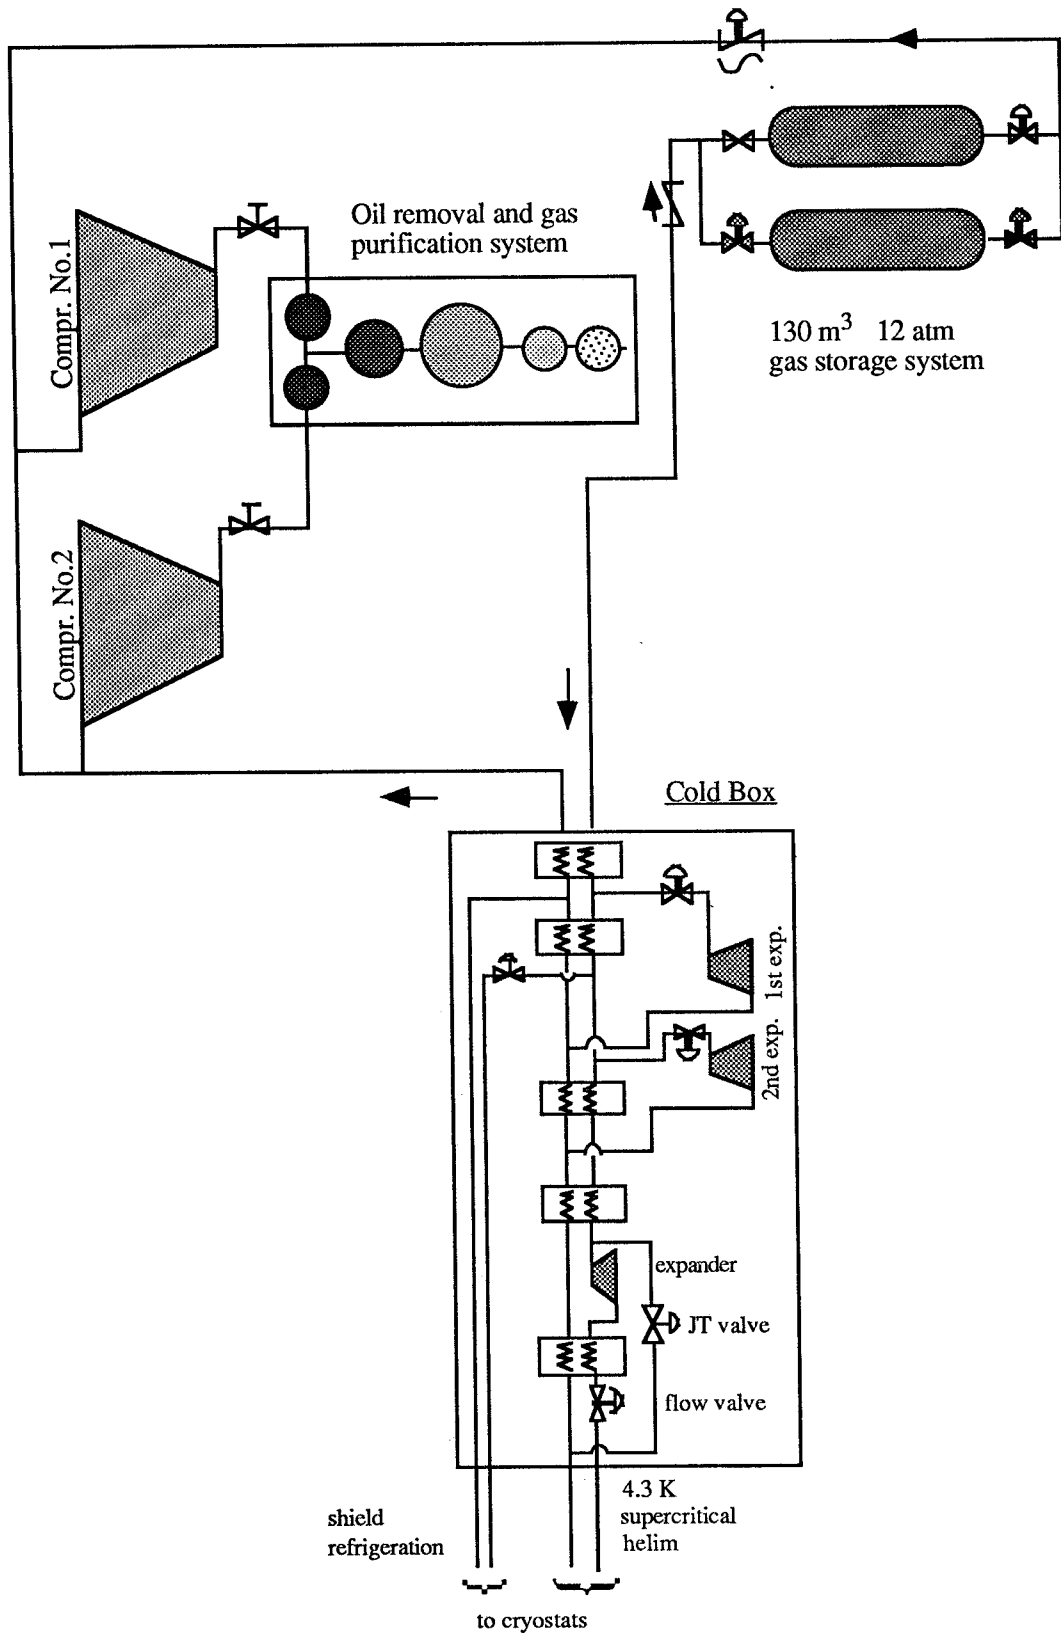 Oil removal and gas
purification system
Compr. No.1
130 m3 12 atm
gas storage system
Compr. No.2
Cold Box
1st exp.
2nd exp.
expander
JT valve
flow valve
4.3 K
supercritical
helim
shield
refrigeration
to cryostats